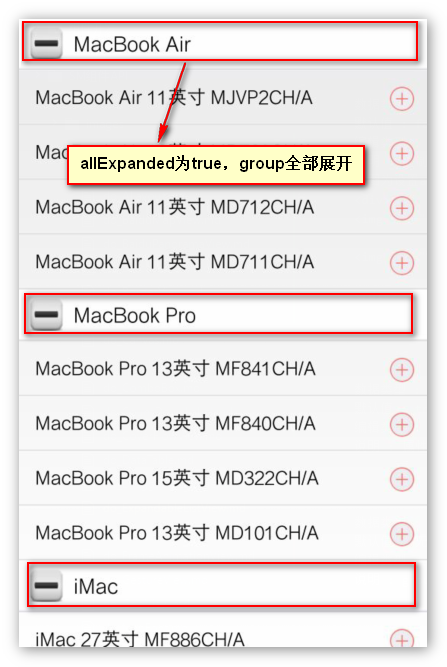 MacBook Air
MacBook Air 11英寸 MJVP2CH/A
Mac
allExpanded为true，group全部展开
MacBook Air 11英寸 MD712CH/A
MacBook Air 11英寸 MD711CH/A
MacBook Pro
MacBook Pro 13英寸 MF841CH/A
MacBook Pro 13英寸 MF840CH/A
MacBook Pro 15英寸 MD322CH/A
MacBook Pro 13英寸 MD101CH/A
iMac
iMac 27英寸 MF886CH/A